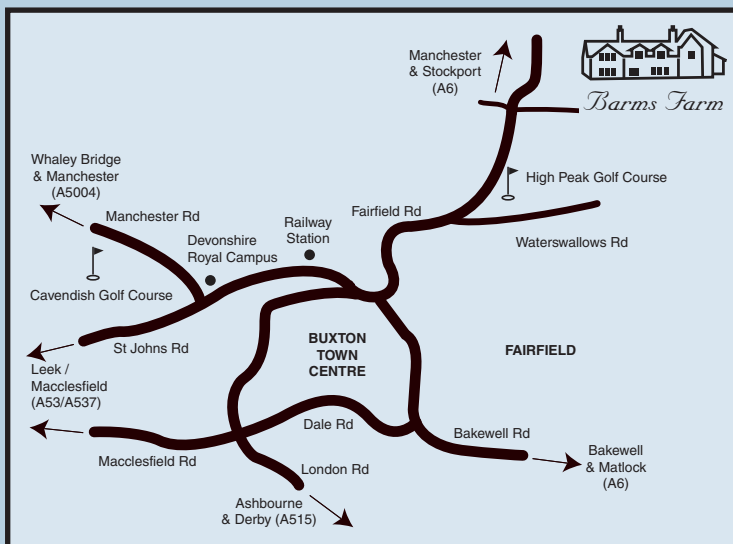 Manchester
& Stockport
(A6)
Barms Farm
Whaley Bridge
& Manchester
(A5004)
High Peak Golf Course
Manchester Rd
Railway
Station
Fairfield Rd
Devonshire
Royal Campus
Waterswallows Rd
Cavendish Golf Course
St Johns Rd
BUXTON
TOWN
CENTRE
FAIRFIELD
Leek /
Macclesfield
(A53/A537)
Dale Rd
Bakewell Rd
Macclesfield Rd
London Rd
Bakewell
& Matlock
(A6)
Ashbourne
& Derby (A515)